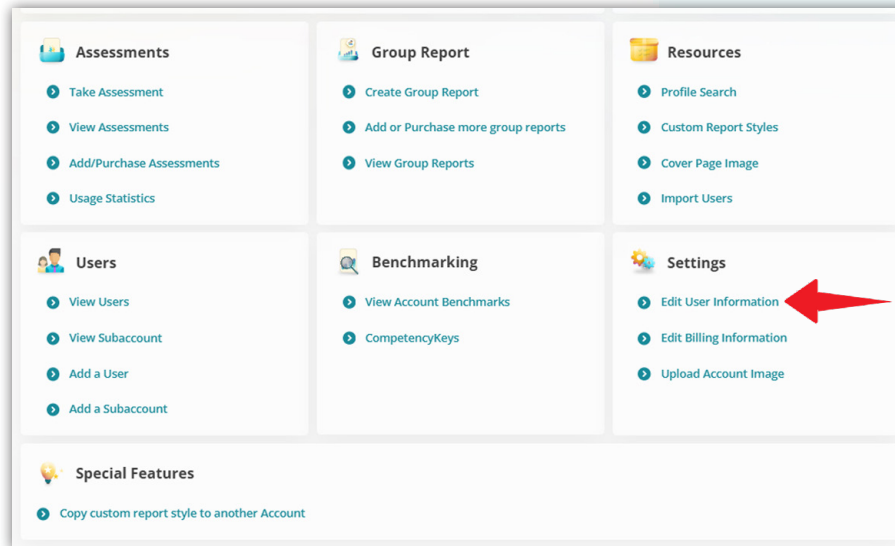 Assessments
Take Assessment
View Assessments
Add/Purchase Assessments
Usage Statistics
Group Report
Create Group Report
Add or Purchase more group reports
View Group Reports
Resources
Profile Search
Custom Report Styles
Cover Page Image
Import Users
Users
View Users
View Subaccount
Add a User
Add a Subaccount
Benchmarking
View Account Benchmarks
CompetencyKeys
Settings
Edit User Information
Edit Billing Information
Upload Account Image
Special Features
Copy custom report style to another Account